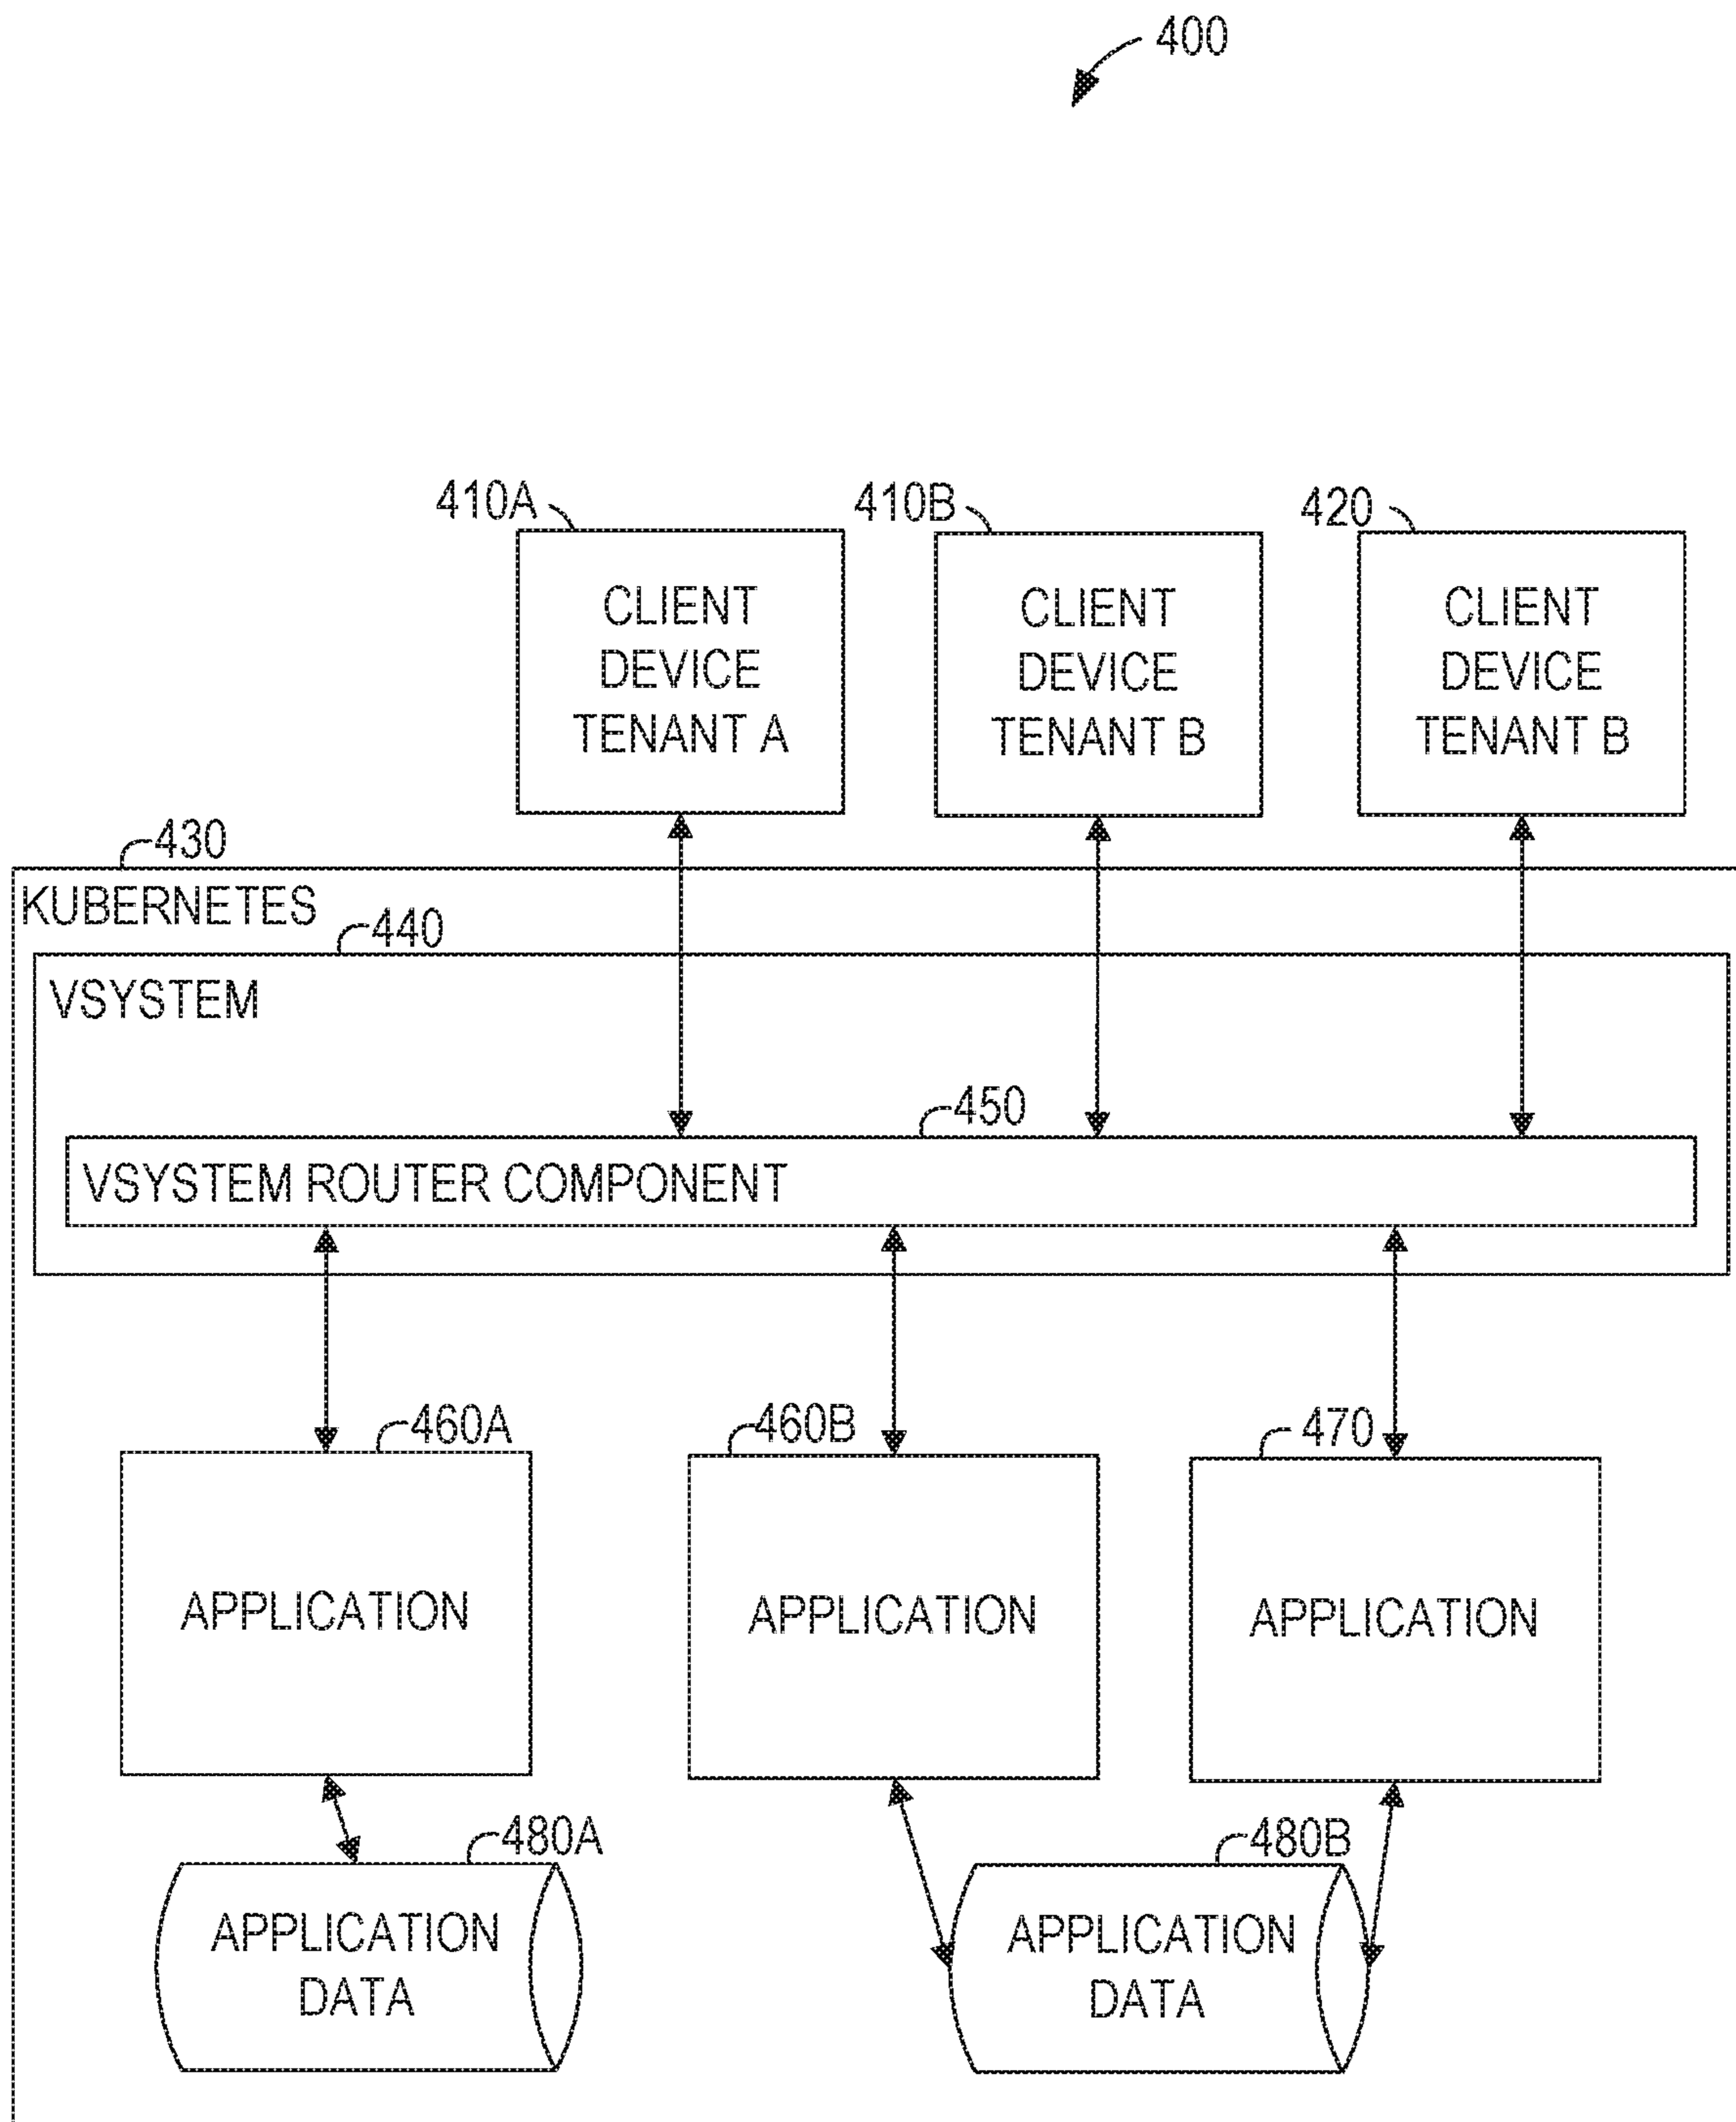 400
410A
410B
420
CLIENT
DEVICE
TENANT A
CLIENT
DEVICE
TENANT B
CLIENT
DEVICE
TENANT B
430
KUBERNETES
440
VSYSTEM
450
VSYSTEM ROUTER COMPONENT
460A
460B
470
APPLICATION
APPLICATION
APPLICATION
480A
480B
APPLICATION
DATA
APPLICATION
DATA